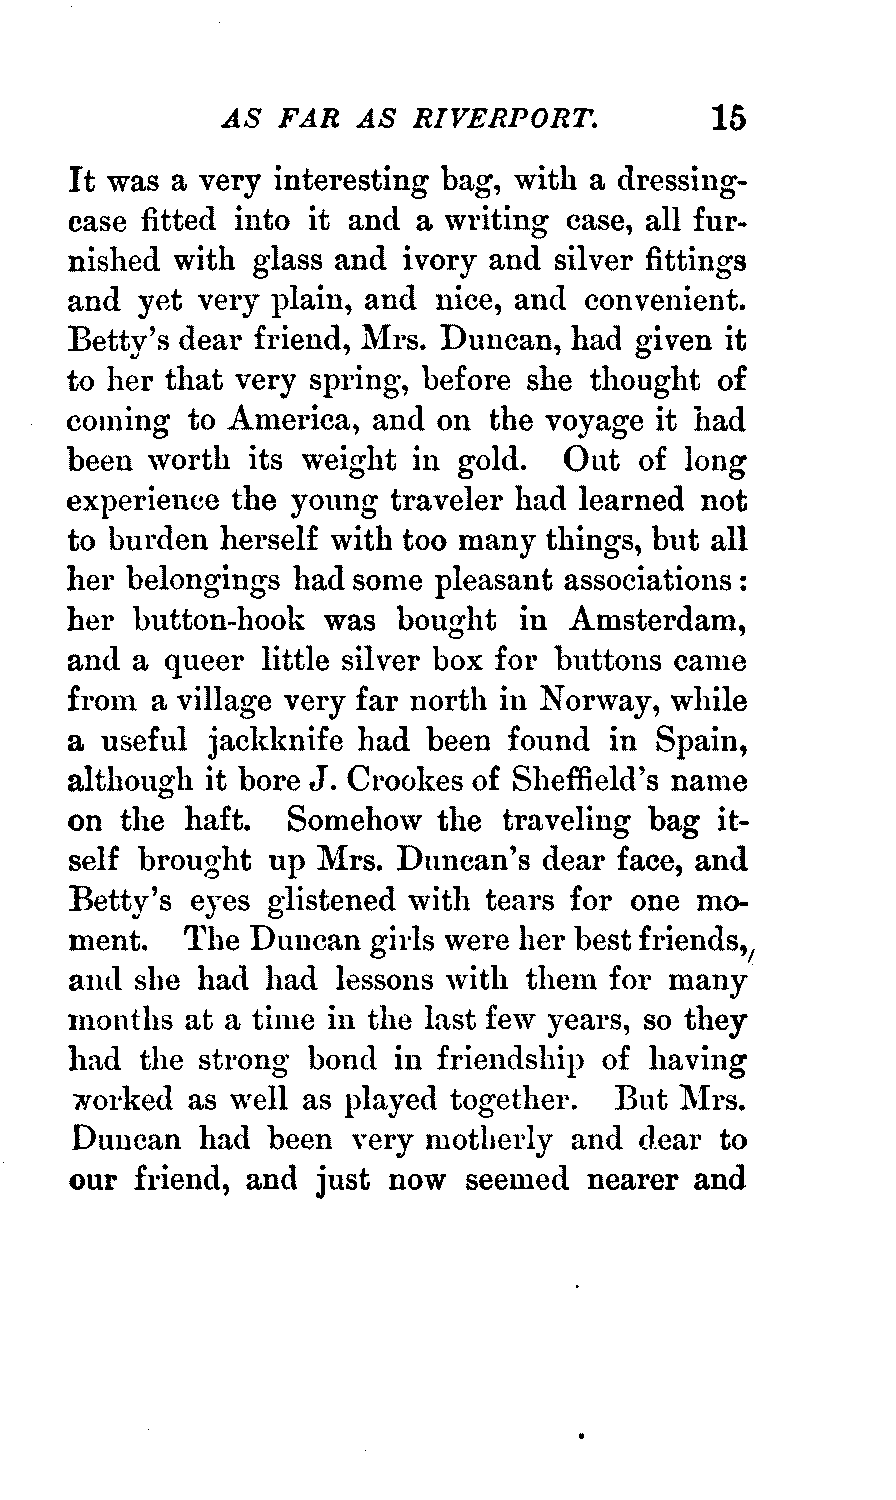 AS FAR AS RIVERPORT. 15
It was a very interesting bag, with a dressing-
case fitted into it and a writing case, all fur-
nished with glass and ivory and silver fittings
and yet very plain, and nice, and convenient.
Betty's dear friend, Mrs. Duncan, had given it
to her that very spring, before she thought of
coming to America, and on the voyage it had
been worth its weight in gold. Out of long
experience the young traveler had learned not
to burden herself with too many things, but all
her belongings had some pleasant associations:
her button-hook was bought in Amsterdam,
and a queer little silver box for buttons came
from a village very far north in Norway, while
a useful jackknife had been found in Spain,
although it bore J. Crookes of Sheffield's name
on the haft. Somehow the traveling bag it-
self brought up Mrs. Duncan's dear face, and
Betty's eyes glistened with tears for one mo-
ment. The Duncan girls were her best friends,
and she had had lessons with them for many
months at a time in the last few years, so they
had the strong bond in friendship of having
worked as well as played together. But Mrs.
Duncan had been very motherly and dear to
our friend, and just now seemed nearer and